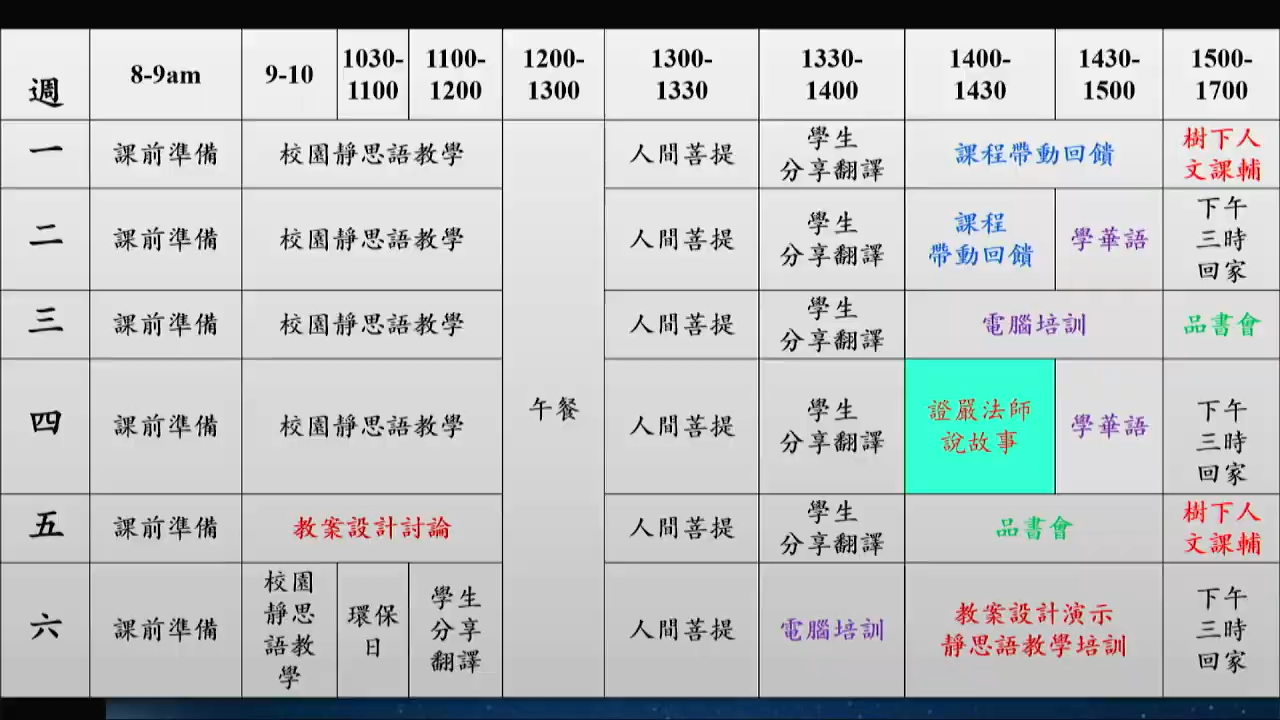 週
8-9am
9-10
1030-
1100
1100-
1200
1200-
1300
1300-
1330
1330-
1400
1400-
1430
1430-
1500
1500-
1700
一
課前準備
校園靜思語教學
人間菩提
學生
分享翻譯
課程帶動回饋
樹下人
文課輔
二
課前準備
校園靜思語教學
人間菩提
學生
分享翻譯
課程
帶動回饋
學華語
下午
三時
回家
三
課前準備
校園靜思語教學
人間菩提
學生
分享翻譯
電腦培訓
品書會
四
課前準備
校園靜思語教學
午餐
人間菩提
學生
分享翻譯
證嚴法師
說故事
學華語
下午
三時
回家
五
課前準備
教案設計討論
人間菩提
學生
分享翻譯
品書會
樹下人
文課輔
六
課前準備
校園
靜思
語教
學
環保
日
學生
分享
翻譯
人間菩提
電腦培訓
教案設計演示
靜思語教學培訓
下午
三時
回家